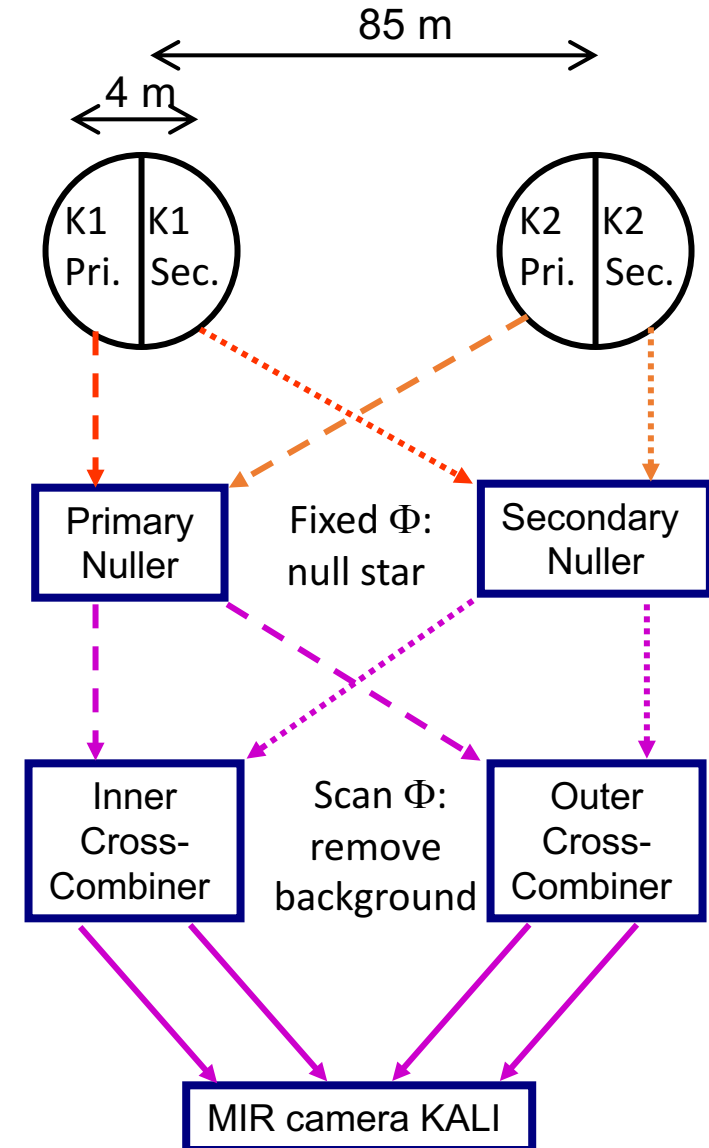 85 m
4 m
K1
Pri.
K1
Sec.
K2
Pri.
K2
Sec.
Primary
Nuller
Fixed Φ:
null star
Secondary
Nuller
Inner
Cross-
Combiner
Scan Φ:
remove
background
Outer
Cross-
Combiner
MIR camera KALI